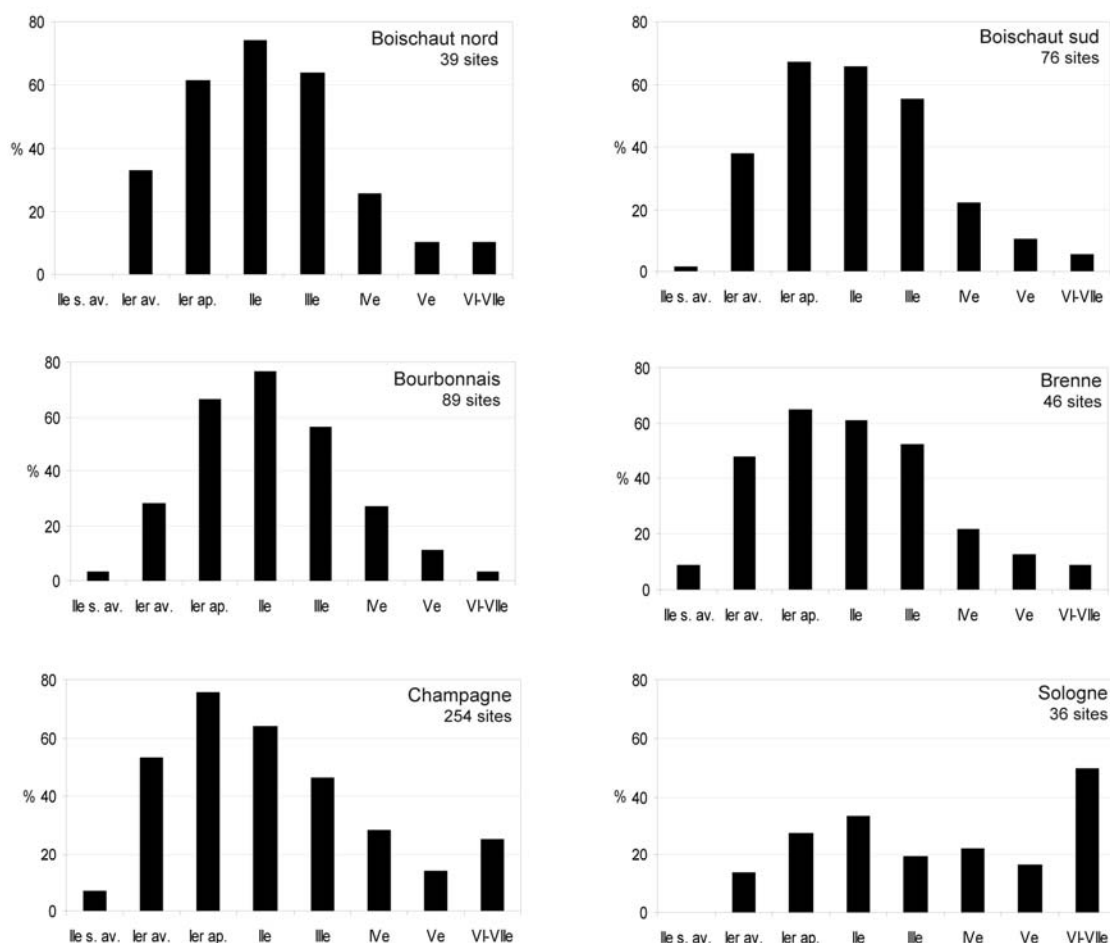 Boischaut nord
39 sites
80
60
% 40
20
0
IIe s. av. Ier av. Ier ap. IIe IIIe IVe Ve VI-VIIe
Boischaut sud
76 sites
80
60
% 40
20
0
IIe s. av. Ier av. Ier ap. IIe IIIe IVe Ve VI-VIIe
Bourbonnais
89 sites
80
60
% 40
20
0
IIe s. av. Ier av. Ier ap. IIe IIIe IVe Ve VI-VIIe
Brenne
46 sites
80
60
% 40
20
0
IIe s. av. Ier av. Ier ap. IIe IIIe IVe Ve VI-VIIe
Champagne
254 sites
80
60
% 40
20
0
IIe s. av. Ier av. Ier ap. IIe IIIe IVe Ve VI-VIIe
Sologne
36 sites
80
60
% 40
20
0
IIe s. av. Ier av. Ier ap. IIe IIIe IVe Ve VI-VIIe